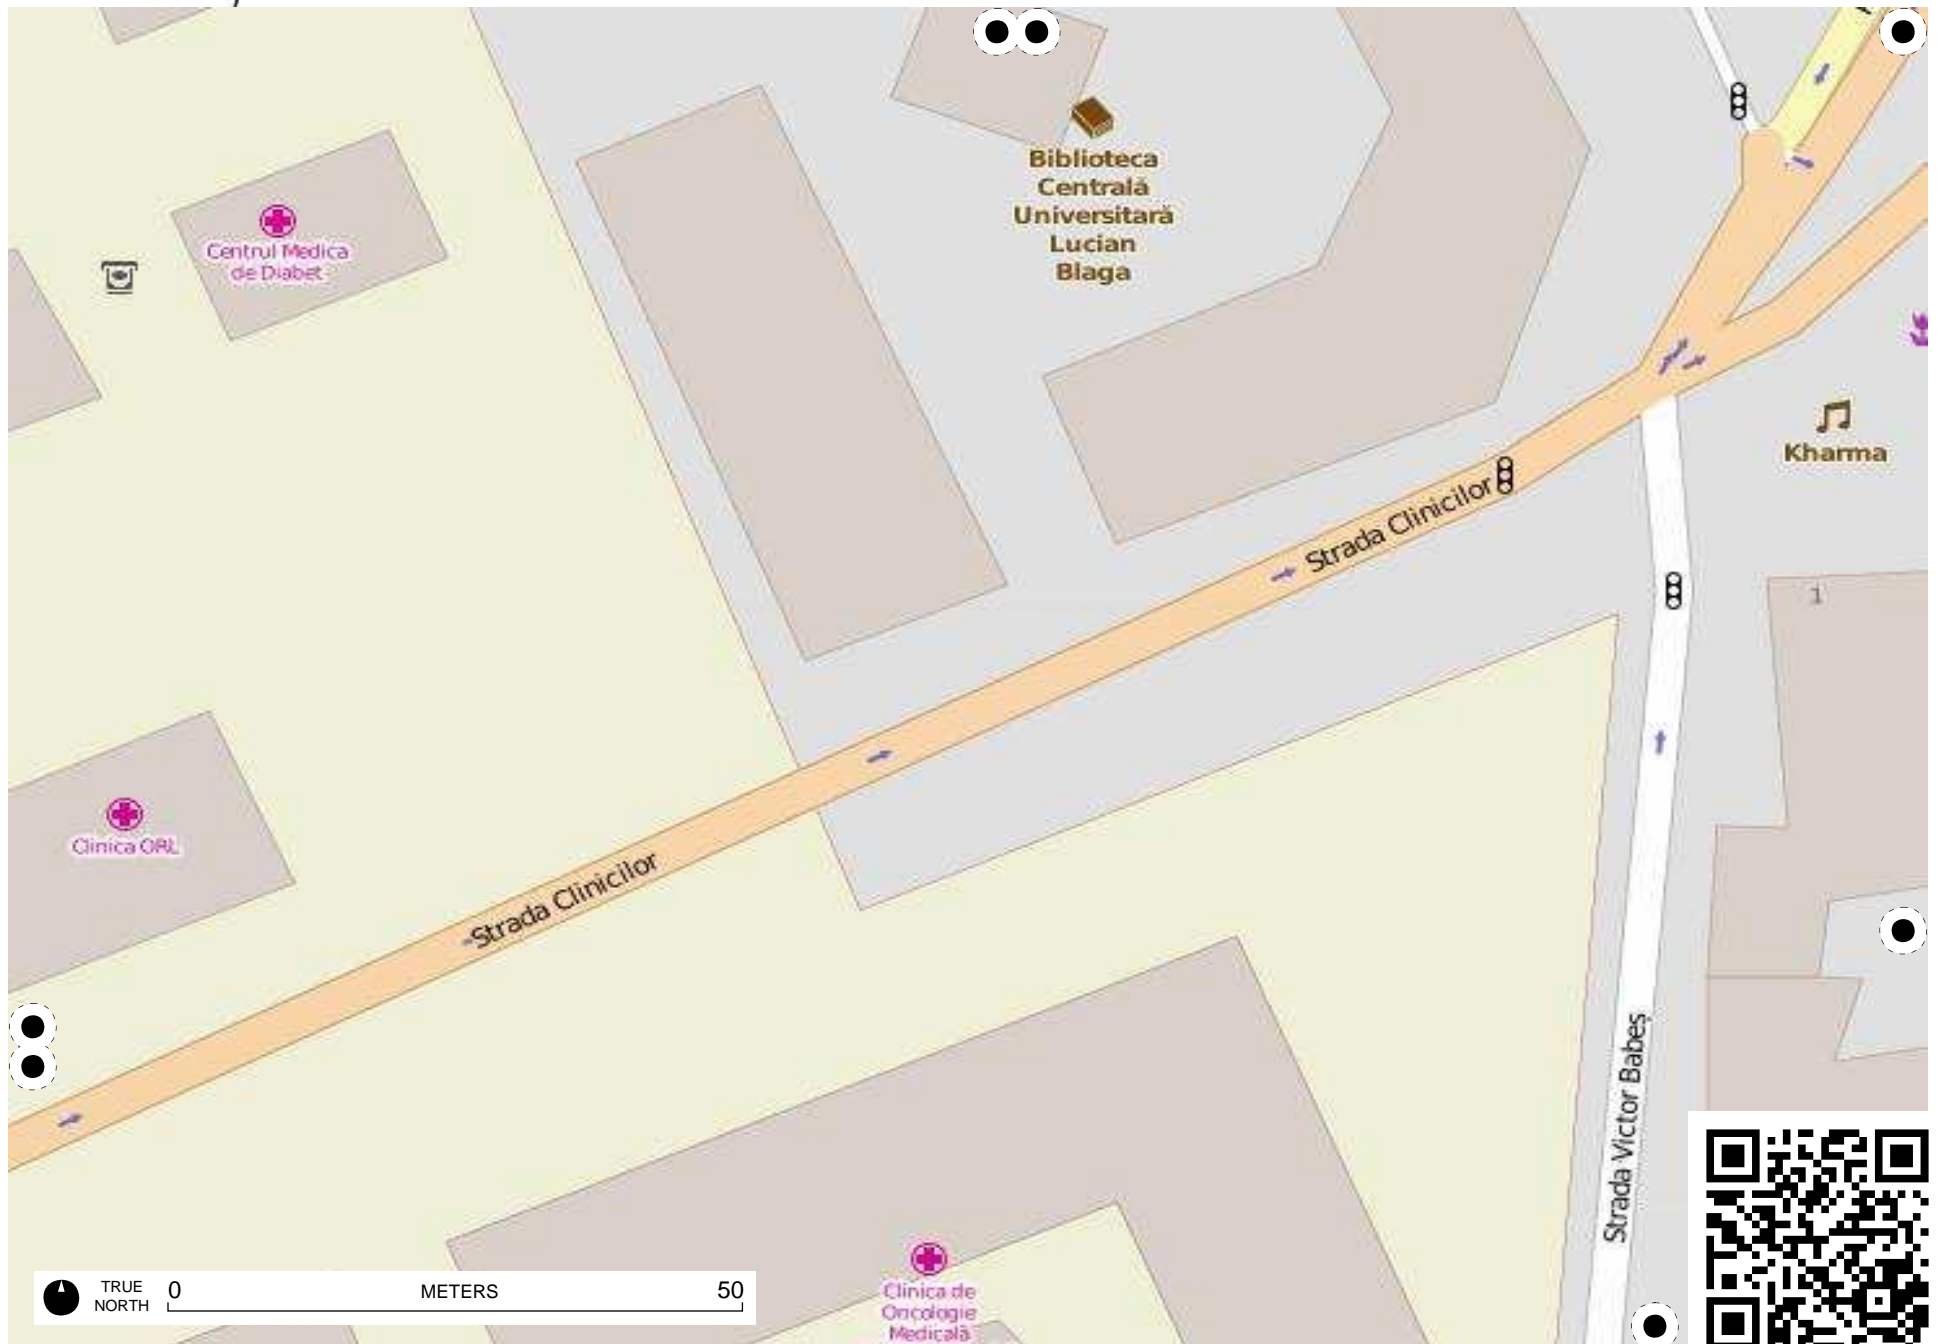 Biblioteca
Centrală
Universitară
Lucian
Blaga
Centrul Medica
de Diabet
Kharma
Strada Clinicilor
1
Clinica ORL
Strada Clinicilor
Strada Victor Babeș
Clinica de
Oncologie
Medicală
TRUE
NORTH
0 METERS 50